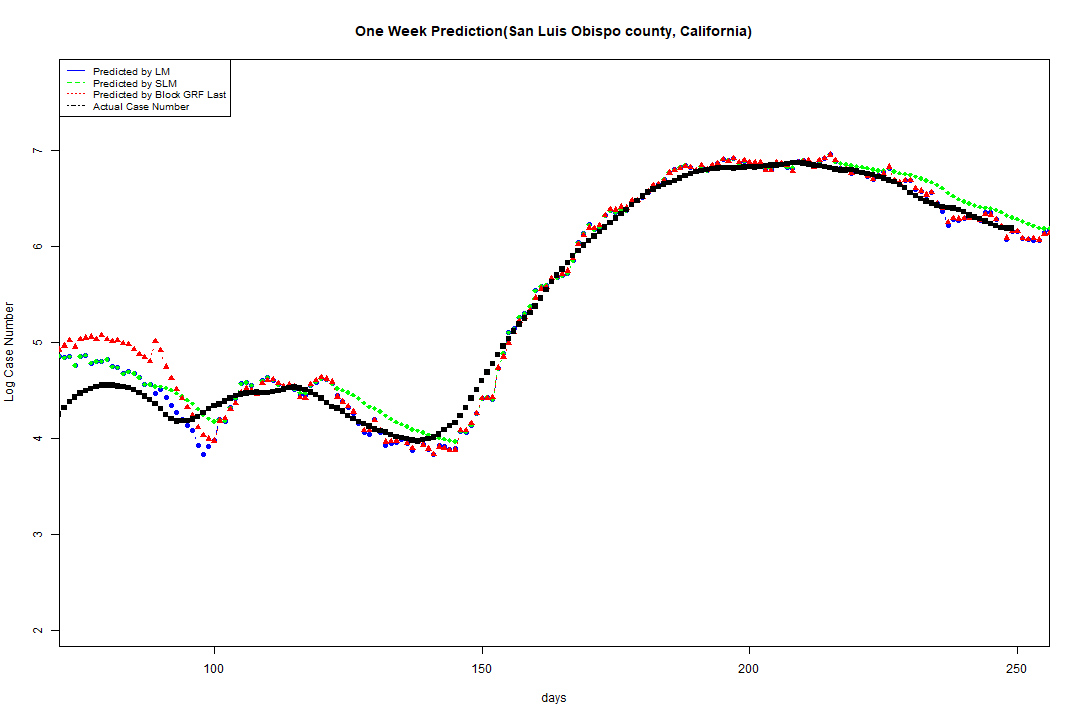 One Week Prediction(San Luis Obispo county, California)
Predicted by LM
Predicted by SLM
Predicted by Block GRF Last
Actual Case Number
7
6
5
4
3
2
Log Case Number
100 150 200 250
days